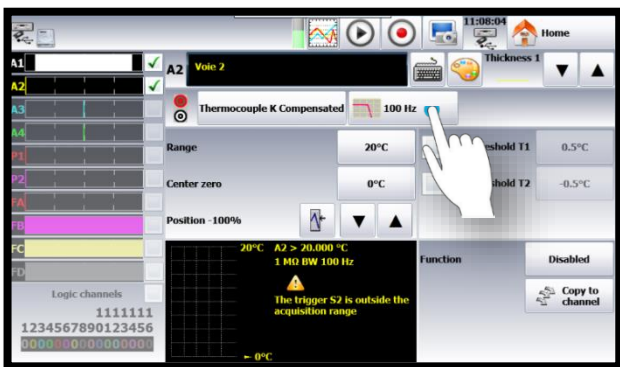 11:08:04
Home
A1
A2
Voie 2
Thickness 1
A2
A3
Thermocouple K Compensated
100 Hz
A4
P1
Range
20°C
eshold T1
0.5°C
P2
Center zero
0°C
hold T2
-0.5°C
FA
FB
Position -100%
FC
20°C
A2 > 20.000 °C
1 MΩ BW 100 Hz
Function
Disabled
FD
The trigger S2 is outside the
acquisition range
Copy to
channel
Logic channels
1111111
1234567890123456
0000000000000000
0°C